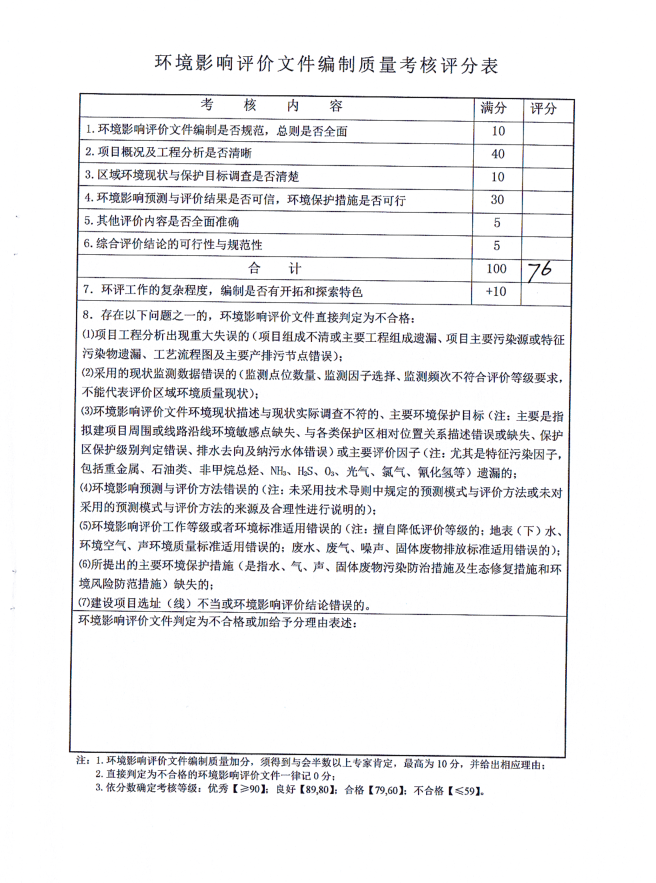 环境影响评价文件编制质量考核评分表
考 核 内 容 满分 评分
1.环境影响评价文件编制是否规范，总则是否全面 10
2.项目概况及工程分析是否清晰 40
3.区域环境现状与保护目标调查是否清楚 10
4.环境影响预测与评价结果是否可信，环境保护措施是否可行 30
5.其他评价内容是否全面准确 5
6.综合评价结论的可行性与规范性 5
合 计 100 76
7．环评工作的复杂程度，编制是否有开拓和探索特色 +10
8．存在以下问题之一的，环境影响评价文件直接判定为不合格：
⑴项目工程分析出现重大失误的（项目组成不清或主要工程组成遗漏、项目主要污染源或特征
污染物遗漏、工艺流程图及主要产排污节点错误）；
⑵采用的现状监测数据错误的（监测点位数量、监测因子选择、监测频次不符合评价等级要求，
不能代表评价区域环境质量现状）；
⑶环境影响评价文件环境现状描述与现状实际调查不符的、主要环境保护目标（注：主要是指
拟建项目周围或线路沿线环境敏感点缺失、与各类保护区相对位置关系描述错误或缺失、保护
区保护级别判定错误、排水去向及纳污水体错误）或主要评价因子（注：尤其是特征污染因子，
包括重金属、石油类、非甲烷总烃、NH₃、H₂S、O₃、光气、氯气、氰化氢等）遗漏的；
⑷环境影响预测与评价方法错误的（注：未采用技术导则中规定的预测模式与评价方法或未对
采用的预测模式与评价方法的来源及合理性进行说明的）；
⑸环境影响评价工作等级或者环境标准适用错误的（注：擅自降低评价等级的；地表（下）水、
环境空气、声环境质量标准适用错误的；废水、废气、噪声、固体废物排放标准适用错误的）；
⑹所提出的主要环境保护措施（是指水、气、声、固体废物污染防治措施及生态修复措施和环
境风险防范措施）缺失的；
⑺建设项目选址（线）不当或环境影响评价结论错误的。
环境影响评价文件判定为不合格或加给予分理由表述：
注：1.环境影响评价文件编制质量加分，须得到与会半数以上专家肯定，最高为 10 分，并给出相应理由；
2.直接判定为不合格的环境影响评价文件一律记 0 分；
3.依分数确定考核等级：优秀【≥90】；良好【89,80】；合格【79,60】；不合格【≤59】。